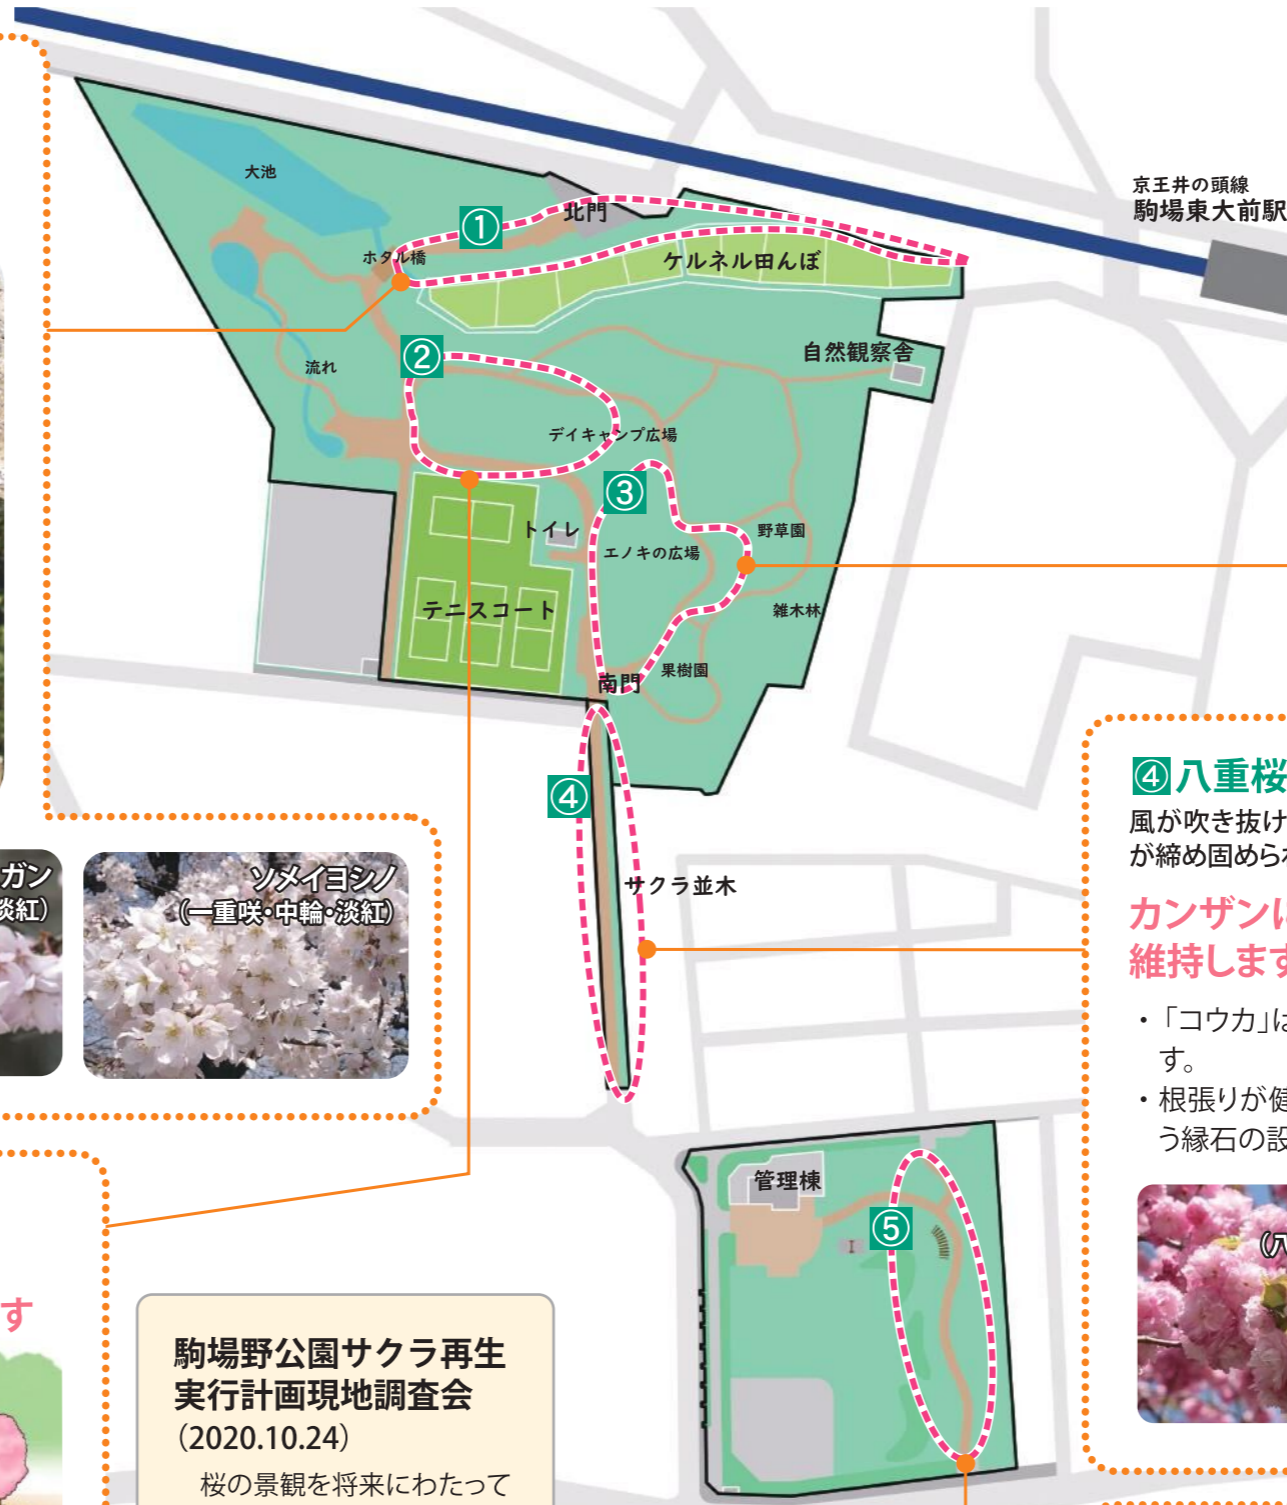 京王井の頭線
駒場東大前駅
大池
①
北門
ホタル橋
ケルネル田んぼ
②
流れ
自然観察舎
デイキャンプ広場
③
トイレ
エノキの広場
野草園
テニスコート
雑木林
果樹園
南門
④
サクラ並木
ガン
淡紅)
ソメイヨシノ
(一重咲・中輪・淡紅)
④八重桜
風が吹き抜け
が締め固められ
カンザンに
維持します
・「コウカ」は
す。
・根張りが健
う縁石の設
(八
管理棟
⑤
す
駒場野公園サクラ再生
実行計画現地調査会
(2020.10.24)
桜の景観を将来にわたって